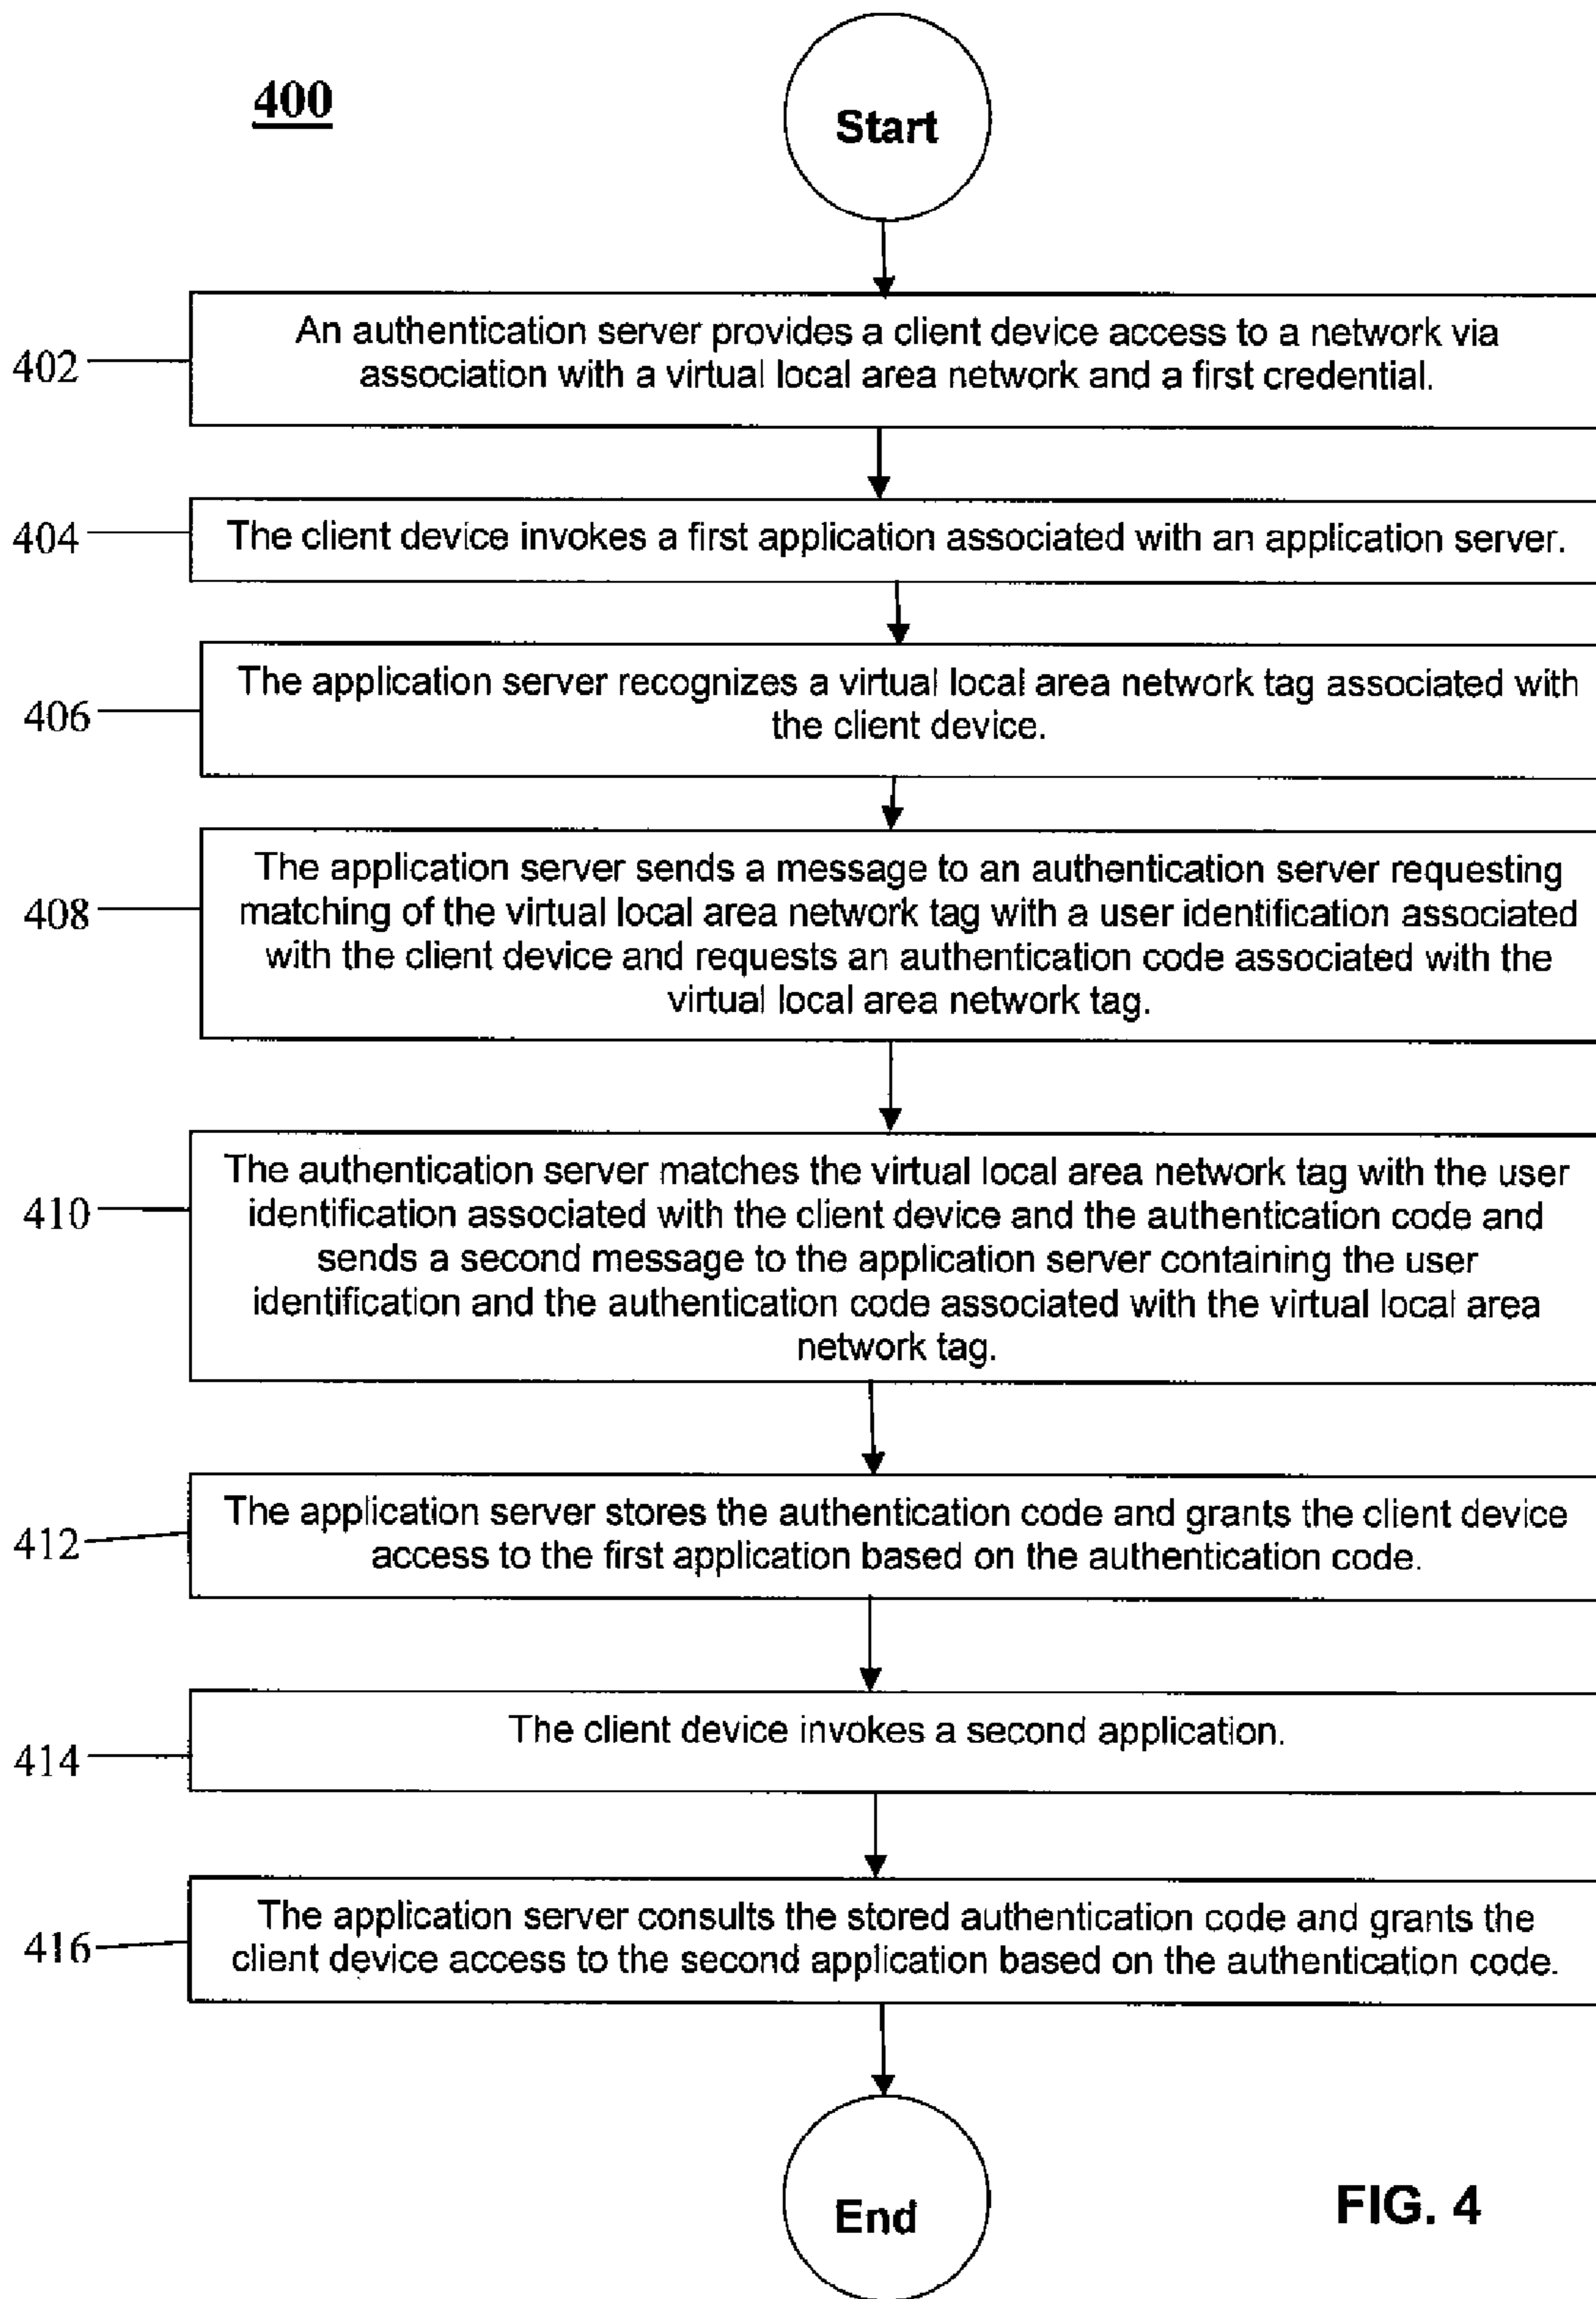 400
Start
402
An authentication server provides a client device access to a network via
association with a virtual local area network and a first credential.
404
The client device invokes a first application associated with an application server.
406
The application server recognizes a virtual local area network tag associated with
the client device.
408
The application server sends a message to an authentication server requesting
matching of the virtual local area network tag with a user identification associated
with the client device and requests an authentication code associated with the
virtual local area network tag.
410
The authentication server matches the virtual local area network tag with the user
identification associated with the client device and the authentication code and
sends a second message to the application server containing the user
identification and the authentication code associated with the virtual local area
network tag.
412
The application server stores the authentication code and grants the client device
access to the first application based on the authentication code.
414
The client device invokes a second application.
416
The application server consults the stored authentication code and grants the
client device access to the second application based on the authentication code.
End
FIG. 4